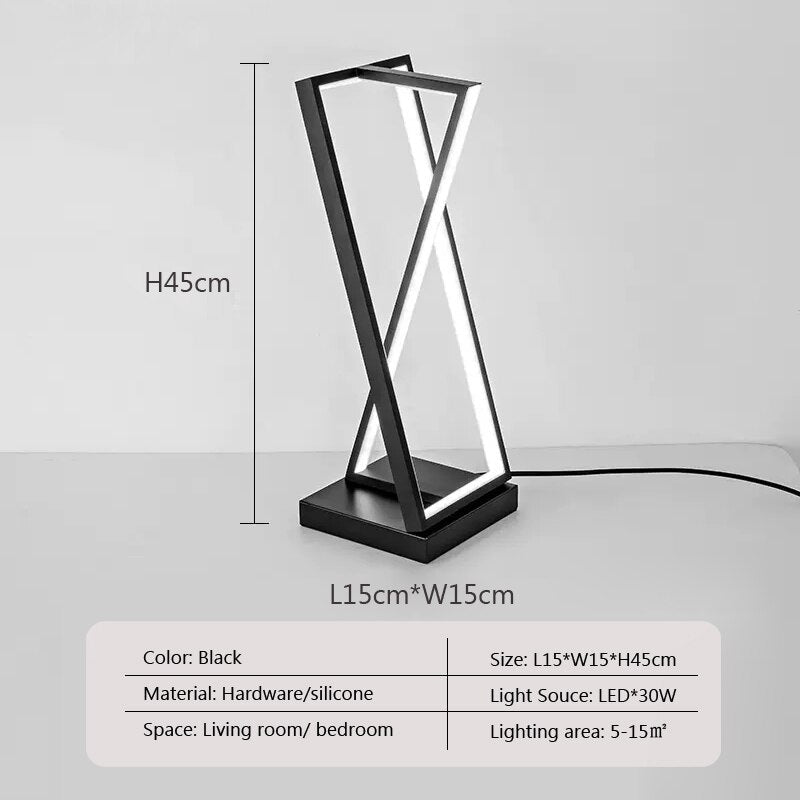 H45cm
L15cm*W15cm
Color: Black
Size: L15*W15*H45cm
Material: Hardware/silicone
Light Souce: LED*30W
Space: Living room/ bedroom
Lighting area: 5-15㎡